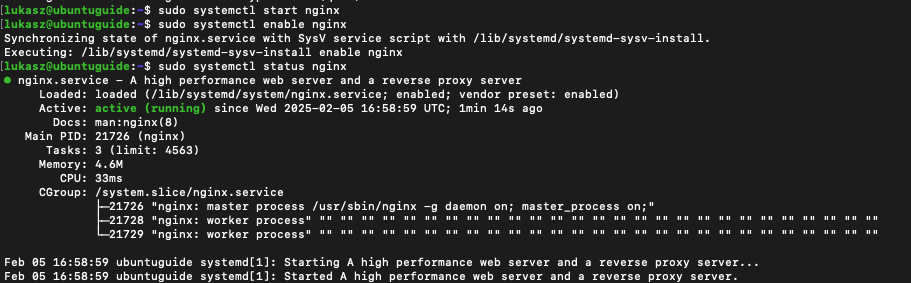 [lukasz@ubuntuguide:~$ sudo systemctl start nginx
[lukasz@ubuntuguide:~$ sudo systemctl enable nginx
Synchronizing state of nginx.service with SysV service script with /lib/systemd/systemd-sysv-install.
Executing: /lib/systemd/systemd-sysv-install enable nginx
[lukasz@ubuntuguide:~$ sudo systemctl status nginx
● nginx.service - A high performance web server and a reverse proxy server
Loaded: loaded (/lib/systemd/system/nginx.service; enabled; vendor preset: enabled)
Active: active (running) since Wed 2025-02-05 16:58:59 UTC; 1min 14s ago
Docs: man:nginx(8)
Main PID: 21726 (nginx)
Tasks: 3 (limit: 4563)
Memory: 4.6M
CPU: 33ms
CGroup: /system.slice/nginx.service
├─21726 "nginx: master process /usr/sbin/nginx -g daemon on; master_process on;"
├─21728 "nginx: worker process" "" "" "" "" "" "" "" "" "" "" "" "" "" "" "" "" "" "" "" "" "" "" "" "" "" "" "" ""
└─21729 "nginx: worker process" "" "" "" "" "" "" "" "" "" "" "" "" "" "" "" "" "" "" "" "" "" "" "" "" "" "" "" ""
Feb 05 16:58:59 ubuntuguide systemd[1]: Starting A high performance web server and a reverse proxy server...
Feb 05 16:58:59 ubuntuguide systemd[1]: Started A high performance web server and a reverse proxy server.